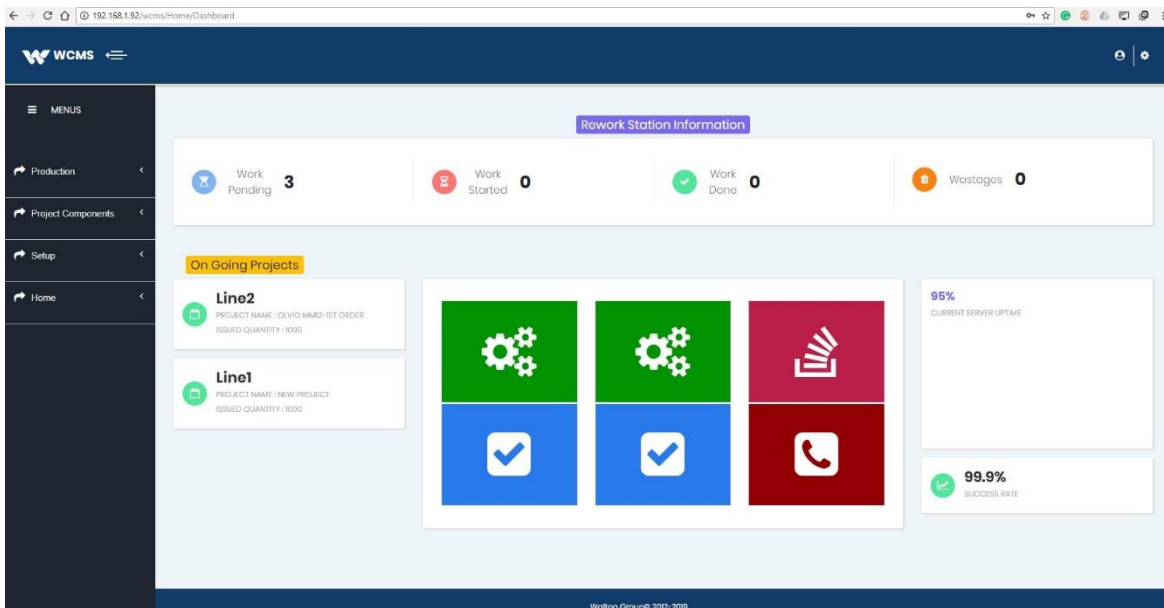 192.168.1.92/wcms/Home/Dashboard
WCMS
MENUS
Production
Project Components
Setup
Home
Rework Station Information
Work Pending 3
Work Started 0
Work Done 0
Wastages 0
On Going Projects
Line2
PROJECT NAME : OLVIO MM12-1ST ORDER
ISSUED QUANTITY : 1000
Line1
PROJECT NAME : NEW PROJECT
ISSUED QUANTITY : 1000
95%
CURRENT SERVER UPTIME
99.9%
SUCCESS RATE
Walton Group© 2017-2019